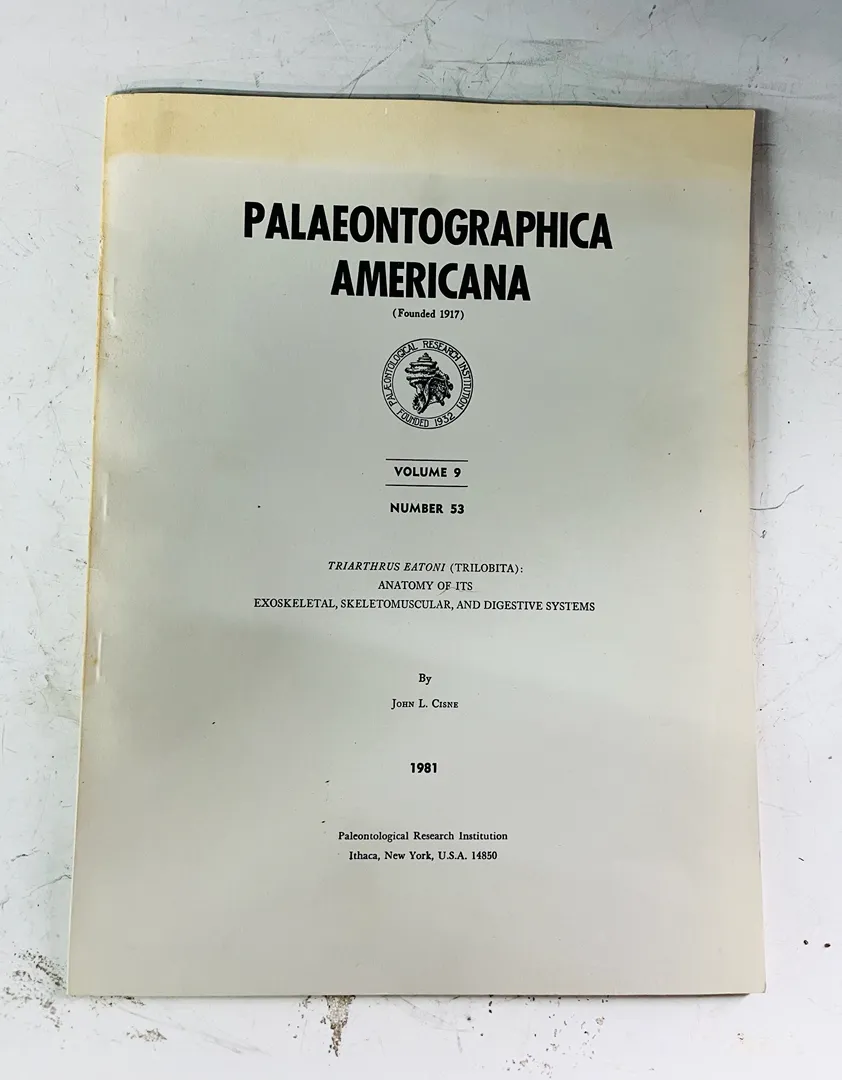 PALAEONTOGRAPHICA
AMERICANA
(Founded 1917)
PALÆONTOLOGICAL RESEARCH INSTITUTION
FOUNDED 1932
VOLUME 9
NUMBER 53
TRIARTHRUS EATONI (TRILOBITA):
ANATOMY OF ITS
EXOSKELETAL, SKELETOMUSCULAR, AND DIGESTIVE SYSTEMS
By
JOHN L. CISNE
1981
Paleontological Research Institution
Ithaca, New York, U.S.A. 14850